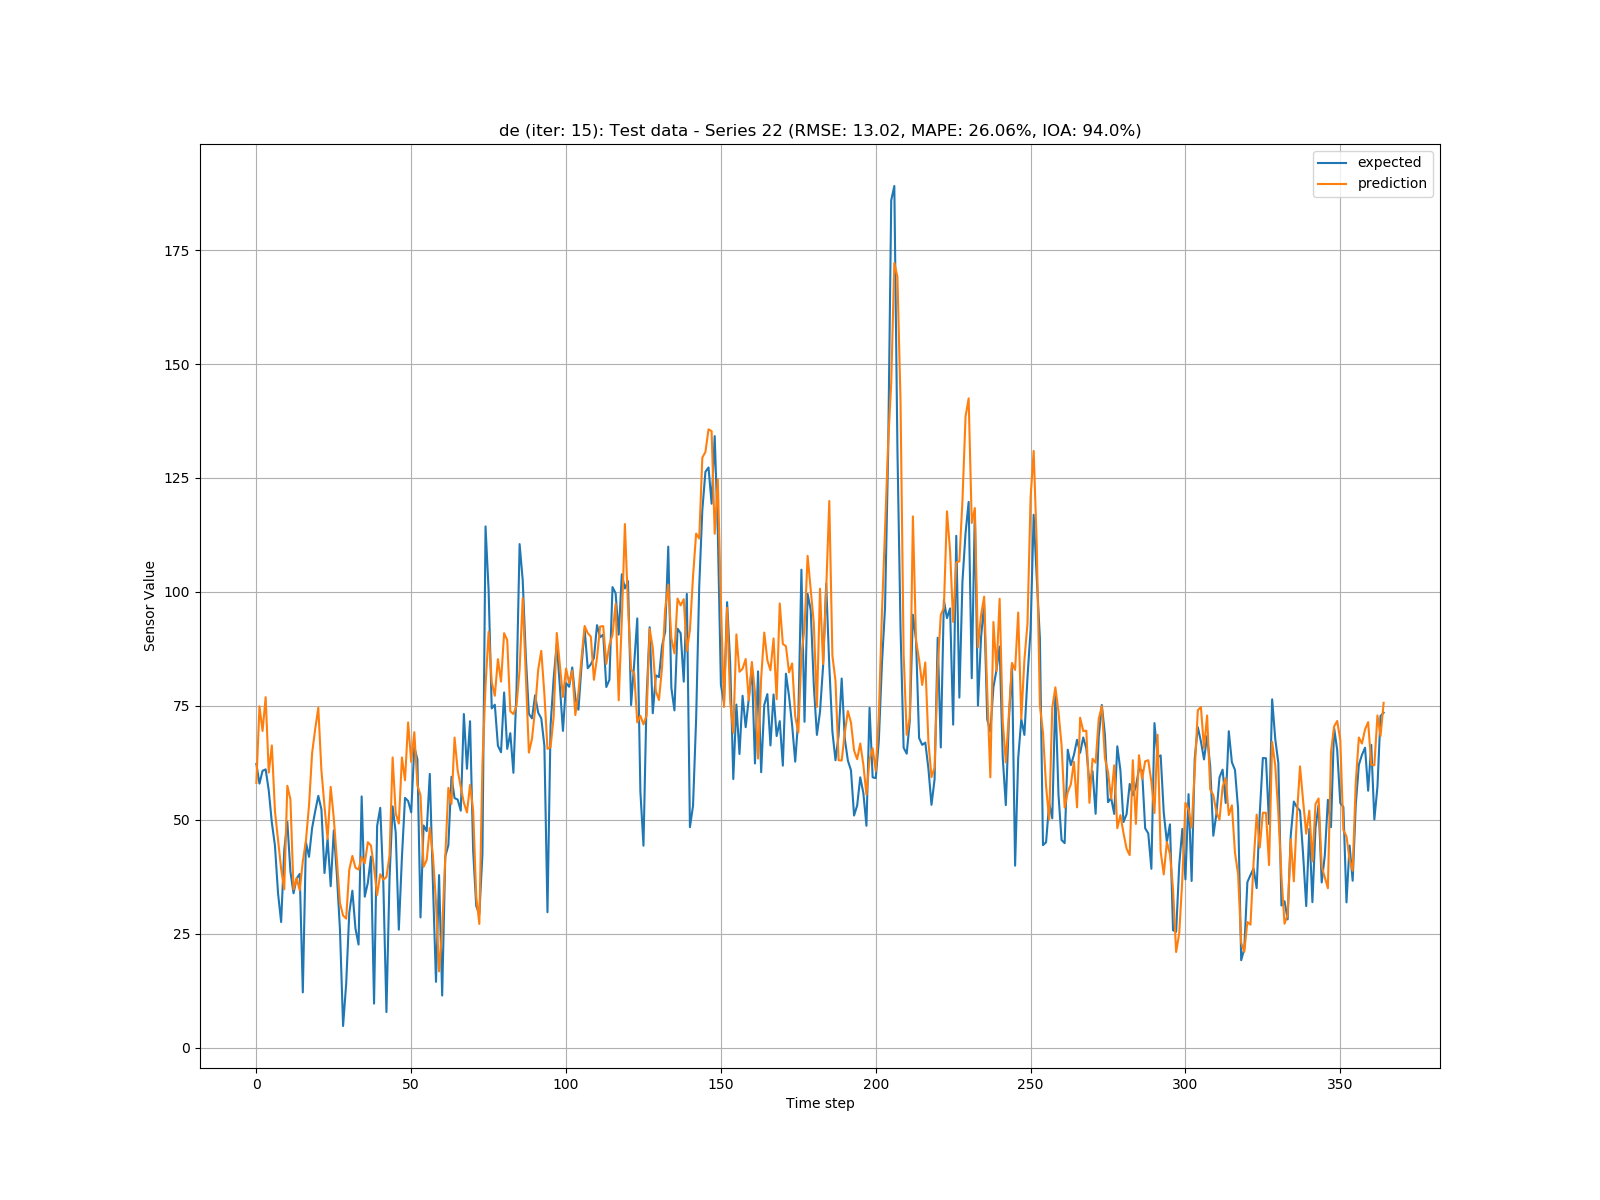 de (iter: 15): Test data - Series 22 (RMSE: 13.02, MAPE: 26.06%, IOA: 94.0%)
expected
prediction
175
150
125
100
75
50
25
0
Sensor Value
0 50 100 150 200 250 300 350
Time step